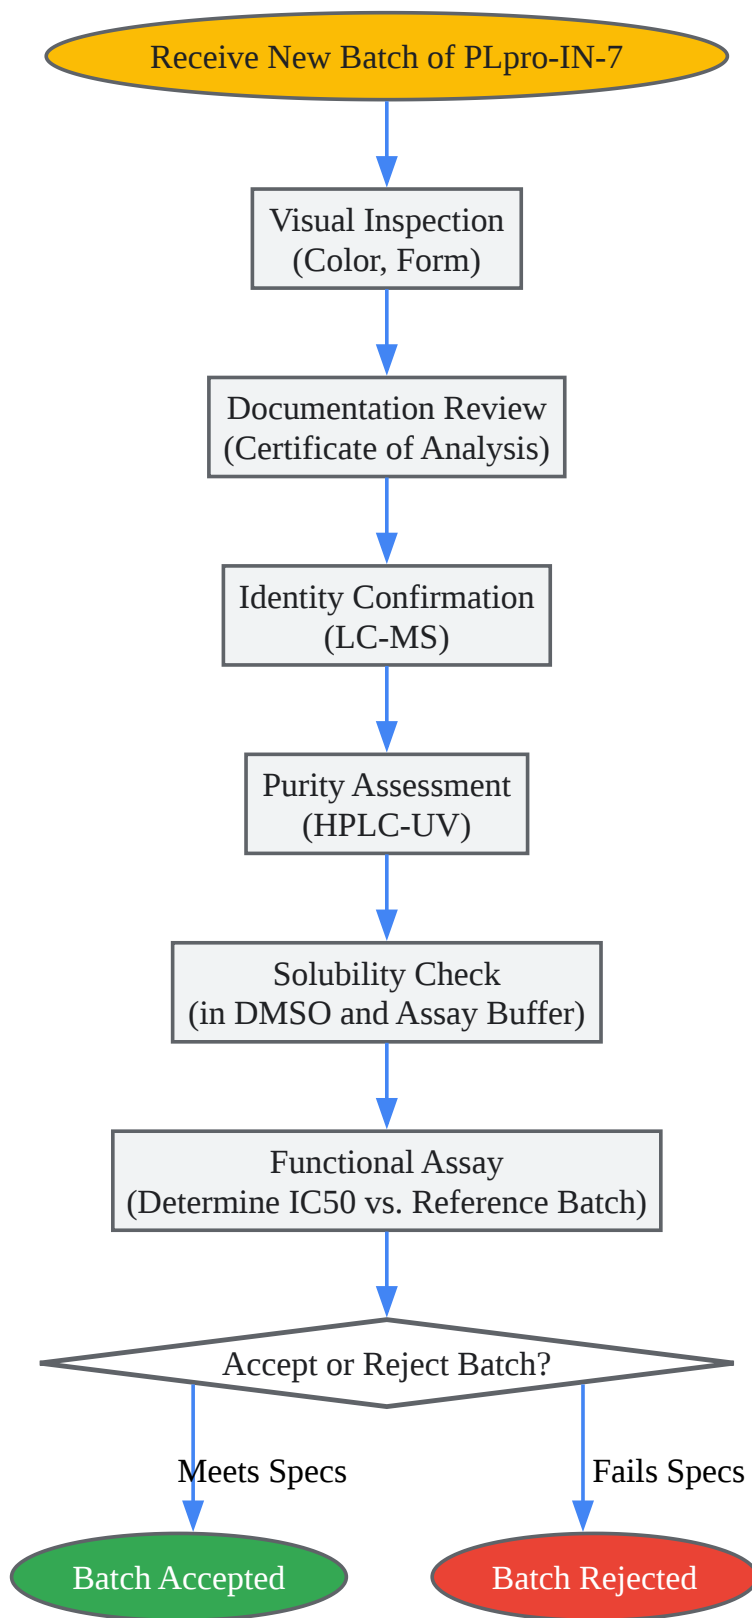 Receive New Batch of PLpro-IN-7
Visual Inspection
(Color, Form)
Documentation Review
(Certificate of Analysis)
Identity Confirmation
(LC-MS)
Purity Assessment
(HPLC-UV)
Solubility Check
(in DMSO and Assay Buffer)
Functional Assay
(Determine IC50 vs. Reference Batch)
Accept or Reject Batch?
Meets Specs
Fails Specs
Batch Accepted
Batch Rejected